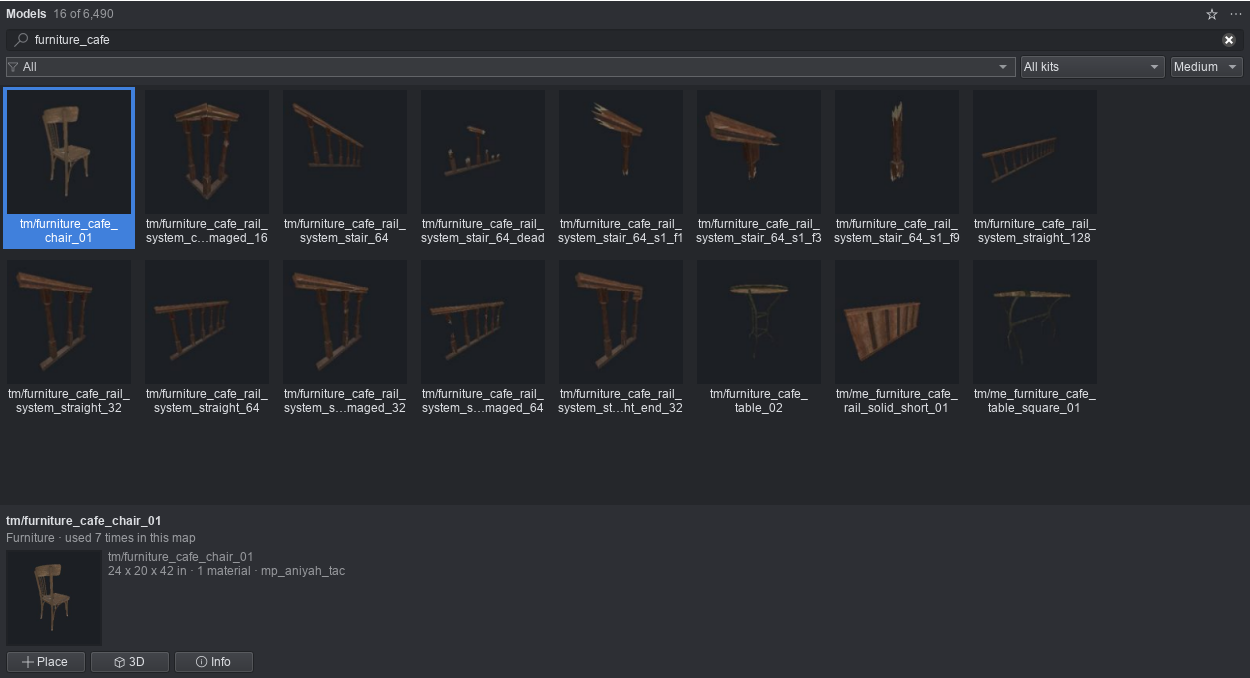 Models 16 of 6,490
furniture_cafe
All All kits Medium
tm/furniture_cafe_
chair_01
tm/furniture_cafe_rail_
system_c...maged_16
tm/furniture_cafe_rail_
system_stair_64
tm/furniture_cafe_rail_
system_stair_64_dead
tm/furniture_cafe_rail_
system_stair_64_s1_f1
tm/furniture_cafe_rail_
system_stair_64_s1_f3
tm/furniture_cafe_rail_
system_stair_64_s1_f9
tm/furniture_cafe_rail_
system_straight_128
tm/furniture_cafe_rail_
system_straight_32
tm/furniture_cafe_rail_
system_straight_64
tm/furniture_cafe_rail_
system_s...maged_32
tm/furniture_cafe_rail_
system_s...maged_64
tm/furniture_cafe_rail_
system_st...ht_end_32
tm/furniture_cafe_
table_02
tm/me_furniture_cafe_
rail_solid_short_01
tm/me_furniture_cafe_
table_square_01
tm/furniture_cafe_chair_01
Furniture · used 7 times in this map
tm/furniture_cafe_chair_01
24 x 20 x 42 in · 1 material · mp_aniyah_tac
Place 3D Info